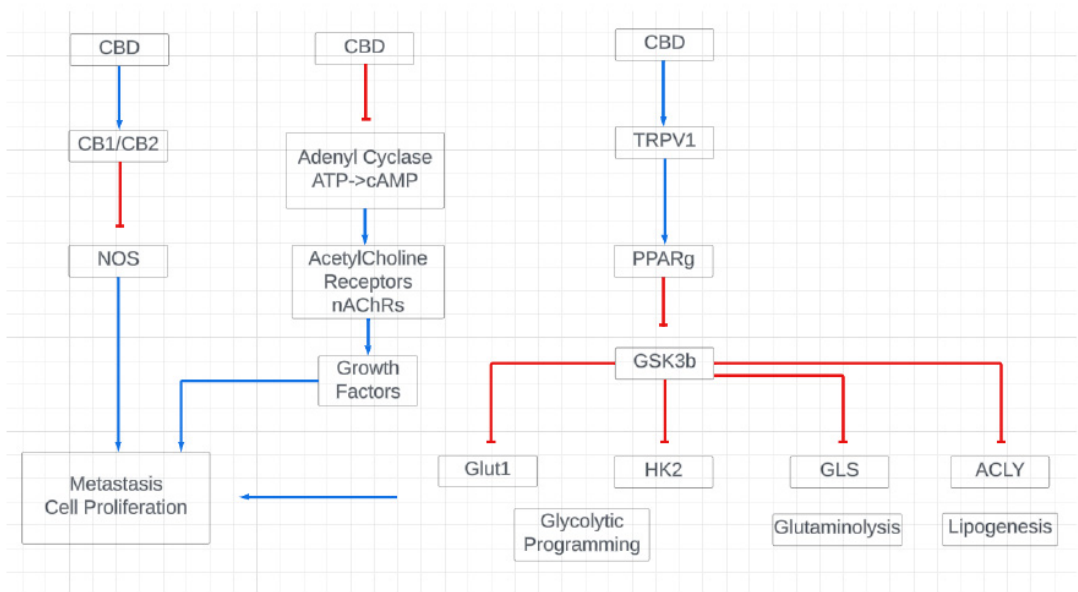 CBD
CBD
CBD
CB1/CB2
Adenyl Cyclase
ATP->cAMP
TRPV1
NOS
AcetylCholine
Receptors
nAChRs
PPARg
Growth
Factors
GSK3b
Metastasis
Cell Proliferation
Glut1
HK2
GLS
ACLY
Glycolytic
Programming
Glutaminolysis
Lipogenesis